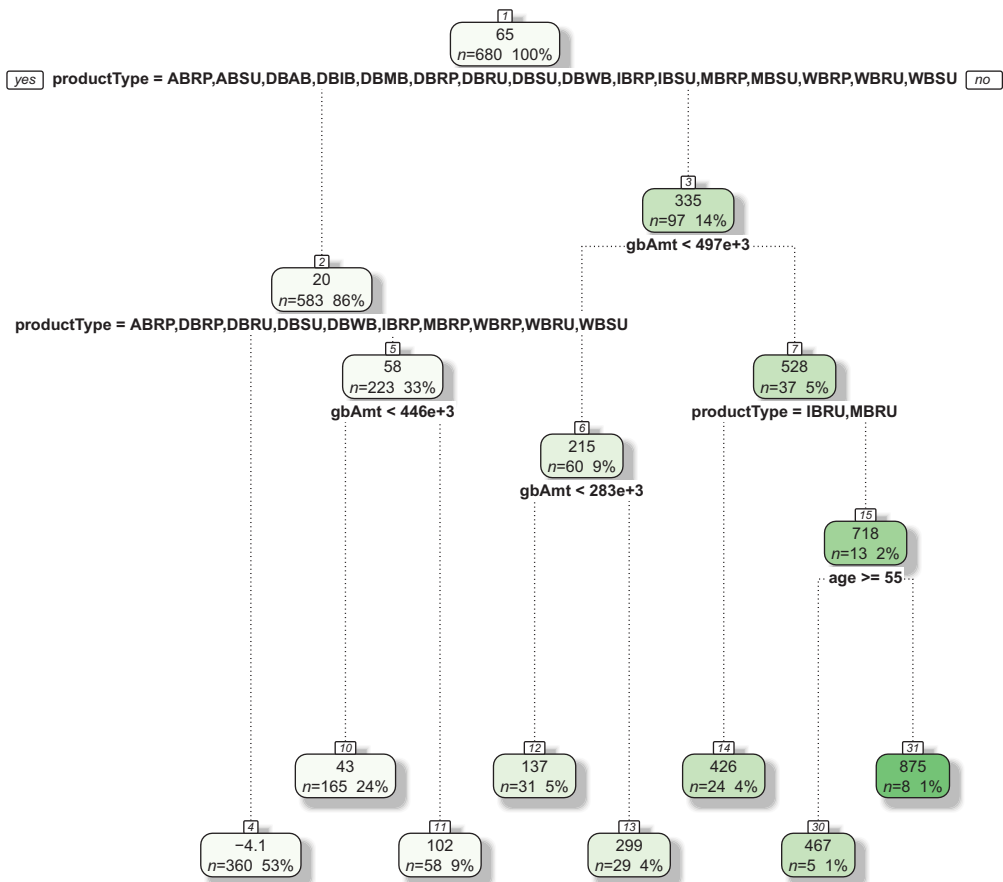 1
65
n=680 100%
yes productType = ABRP,ABSU,DBAB,DBIB,DBMB,DBRP,DBRU,DBSU,DBWB,IBRP,IBSU,MBRP,MBSU,WBRP,WBRU,WBSU no
3
335
n=97 14%
gbAmt < 497e+3
2
20
n=583 86%
productType = ABRP,DBRP,DBRU,DBSU,DBWB,IBRP,MBRP,WBRP,WBRU,WBSU
5
58
n=223 33%
gbAmt < 446e+3
7
528
n=37 5%
productType = IBRU,MBRU
6
215
n=60 9%
gbAmt < 283e+3
15
718
n=13 2%
age >= 55
10
43
n=165 24%
12
137
n=31 5%
14
426
n=24 4%
31
875
n=8 1%
4
−4.1
n=360 53%
11
102
n=58 9%
13
299
n=29 4%
30
467
n=5 1%